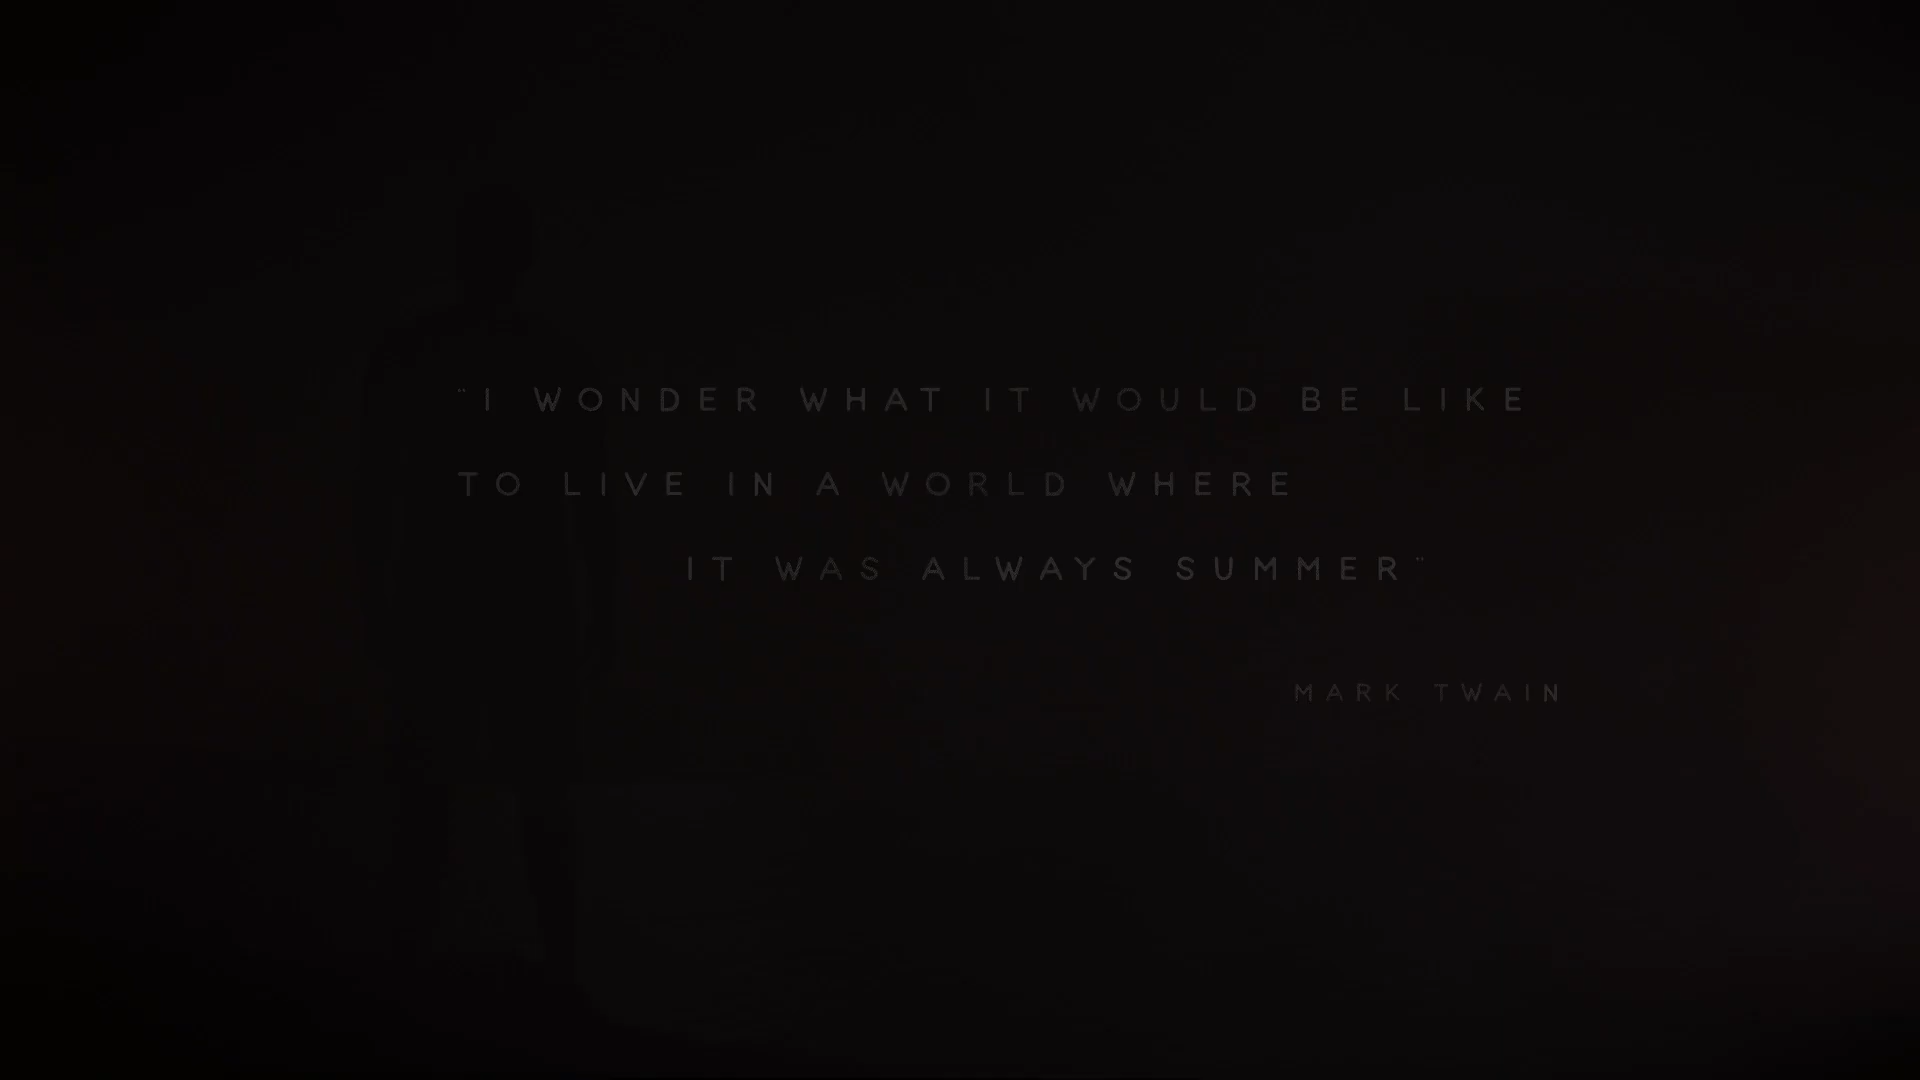 "I WONDER WHAT IT WOULD BE LIKE
TO LIVE IN A WORLD WHERE
IT WAS ALWAYS SUMMER"
MARK TWAIN